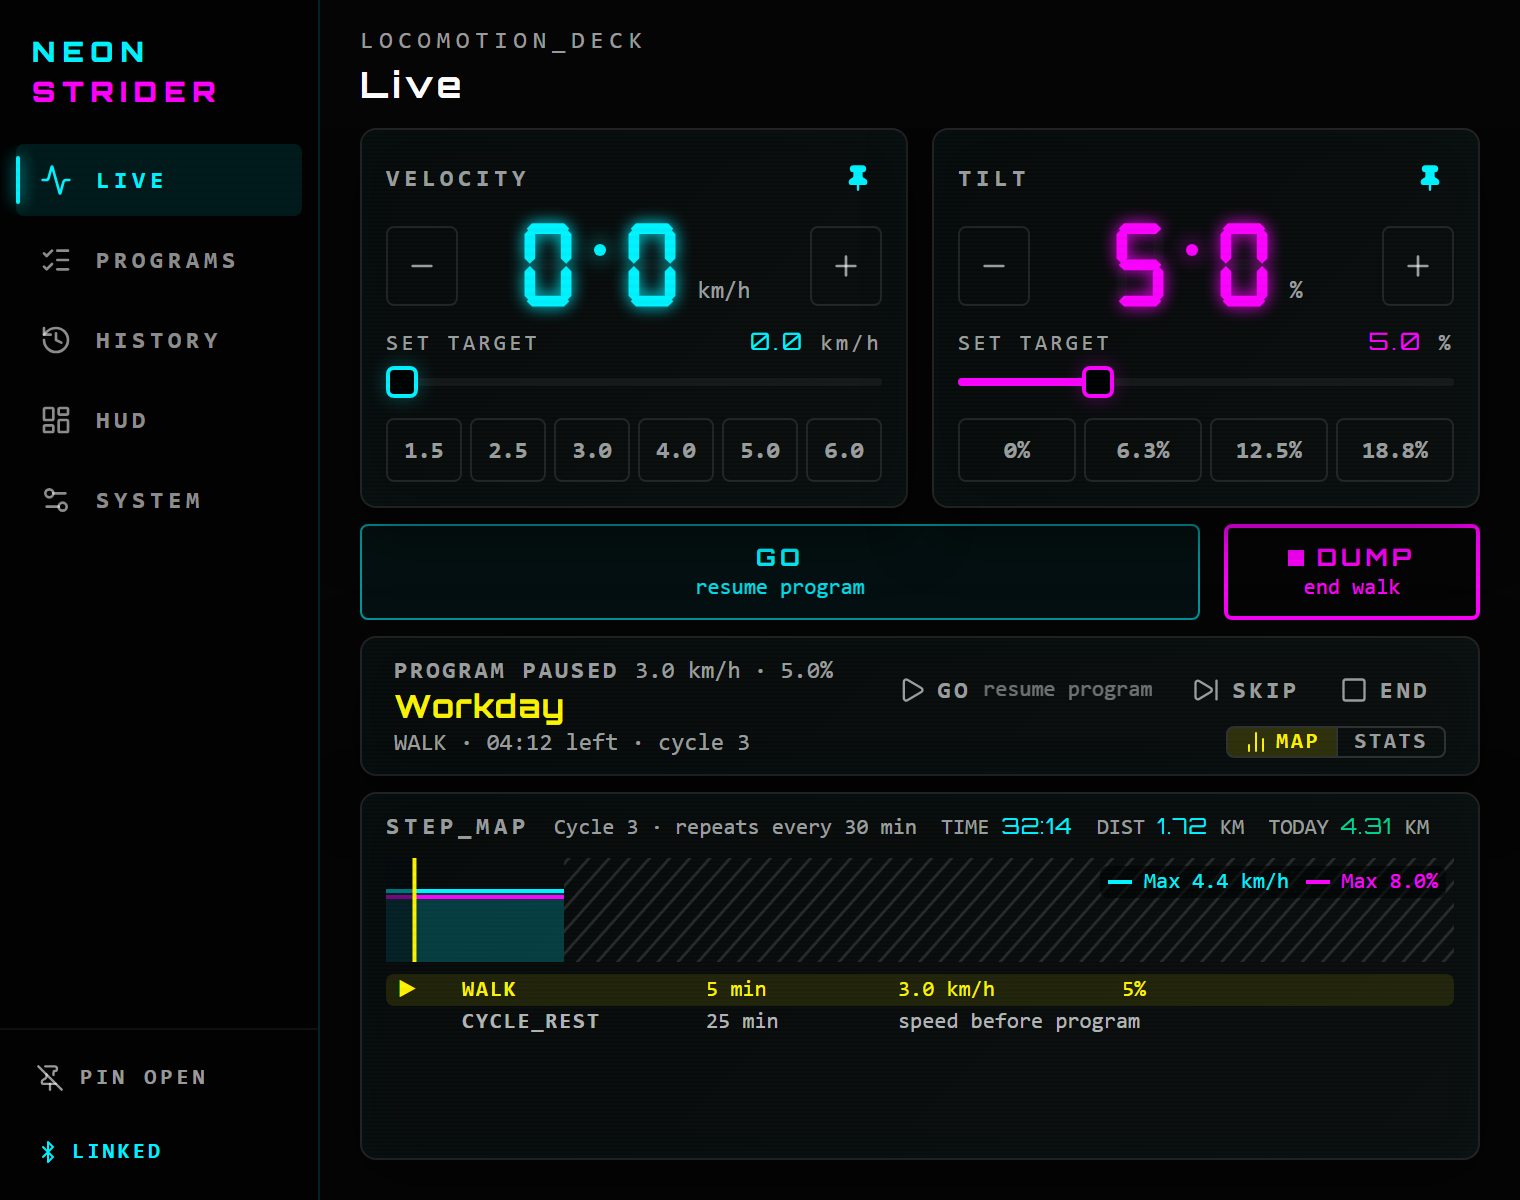 NEON
STRIDER
LIVE
PROGRAMS
HISTORY
HUD
SYSTEM
PIN OPEN
LINKED
LOCOMOTION_DECK
Live
VELOCITY
0.0 km/h
SET TARGET 0.0 km/h
1.5 2.5 3.0 4.0 5.0 6.0
TILT
5.0 %
SET TARGET 5.0 %
0% 6.3% 12.5% 18.8%
GO
resume program
DUMP
end walk
PROGRAM PAUSED 3.0 km/h · 5.0%
Workday
WALK · 04:12 left · cycle 3
GO resume program SKIP END
MAP STATS
STEP_MAP Cycle 3 · repeats every 30 min TIME 32:14 DIST 1.72 KM TODAY 4.31 KM
Max 4.4 km/h Max 8.0%
WALK 5 min 3.0 km/h 5%
CYCLE_REST 25 min speed before program